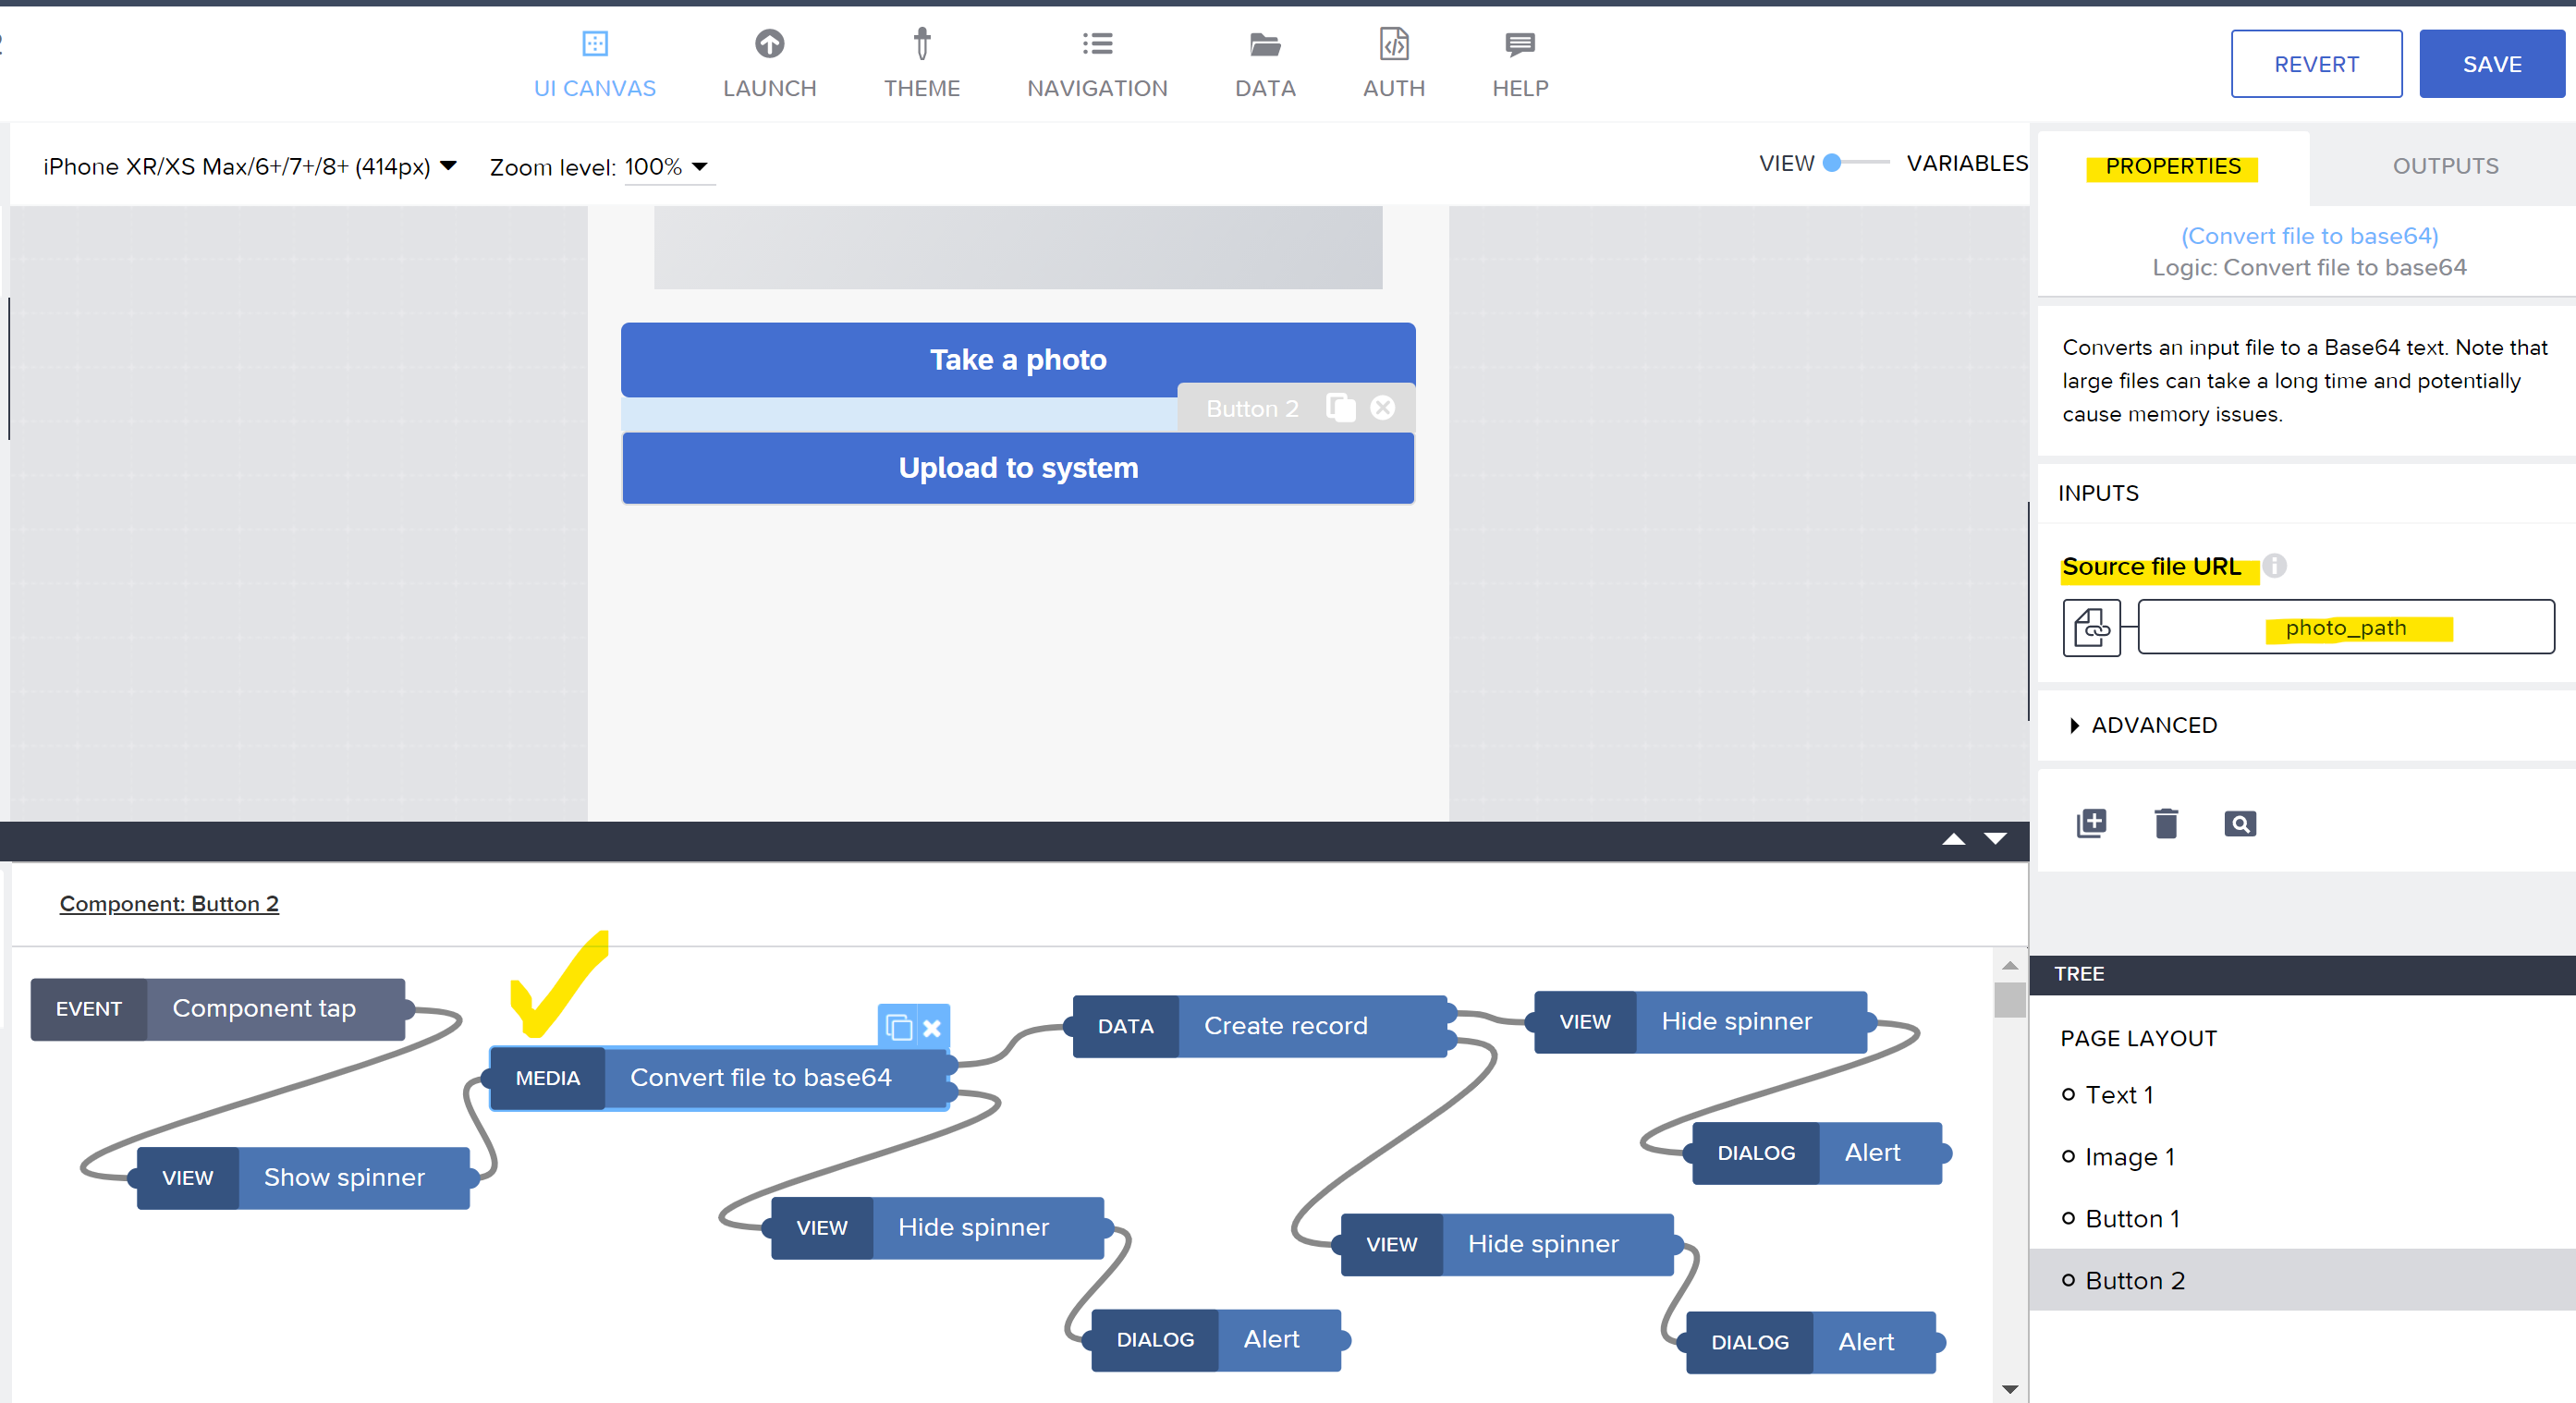 UI CANVAS
LAUNCH
THEME
NAVIGATION
DATA
AUTH
HELP
REVERT
SAVE
iPhone XR/XS Max/6+/7+/8+ (414px)
Zoom level: 100%
VIEW
VARIABLES
PROPERTIES
OUTPUTS
(Convert file to base64)
Logic: Convert file to base64
Converts an input file to a Base64 text. Note that
large files can take a long time and potentially
cause memory issues.
INPUTS
Source file URL
photo_path
ADVANCED
Take a photo
Button 2
Upload to system
Component: Button 2
EVENT Component tap
VIEW Show spinner
MEDIA Convert file to base64
DATA Create record
VIEW Hide spinner
DIALOG Alert
VIEW Hide spinner
VIEW Hide spinner
DIALOG Alert
DIALOG Alert
TREE
PAGE LAYOUT
Text 1
Image 1
Button 1
Button 2